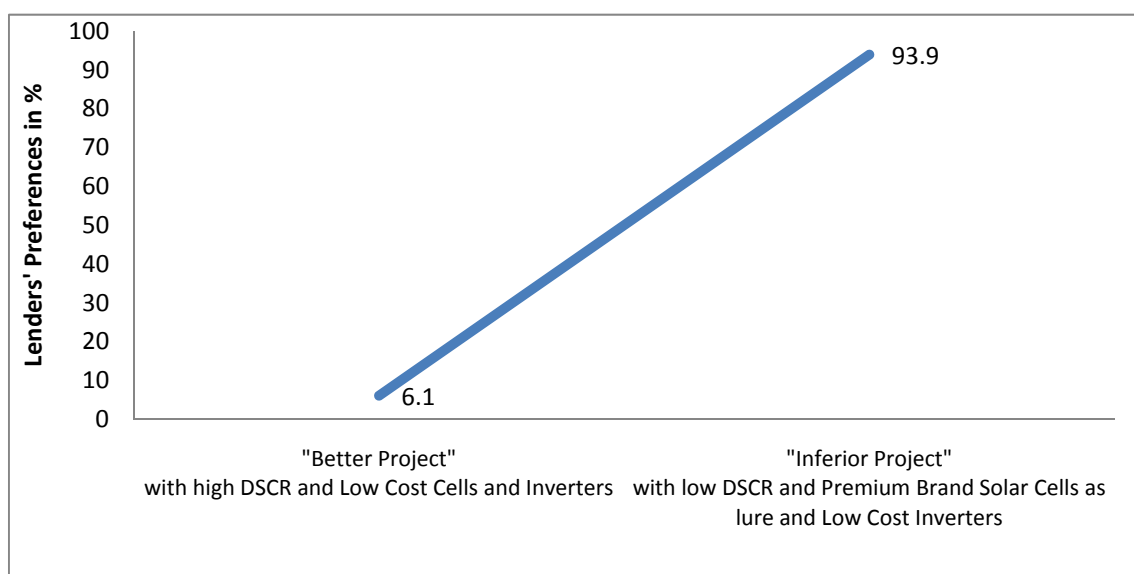 Lenders' Preferences in %
100
90
80
70
60
50
40
30
20
10
0
93.9
6.1
"Better Project"
with high DSCR and Low Cost Cells and Inverters
"Inferior Project"
with low DSCR and Premium Brand Solar Cells as
lure and Low Cost Inverters